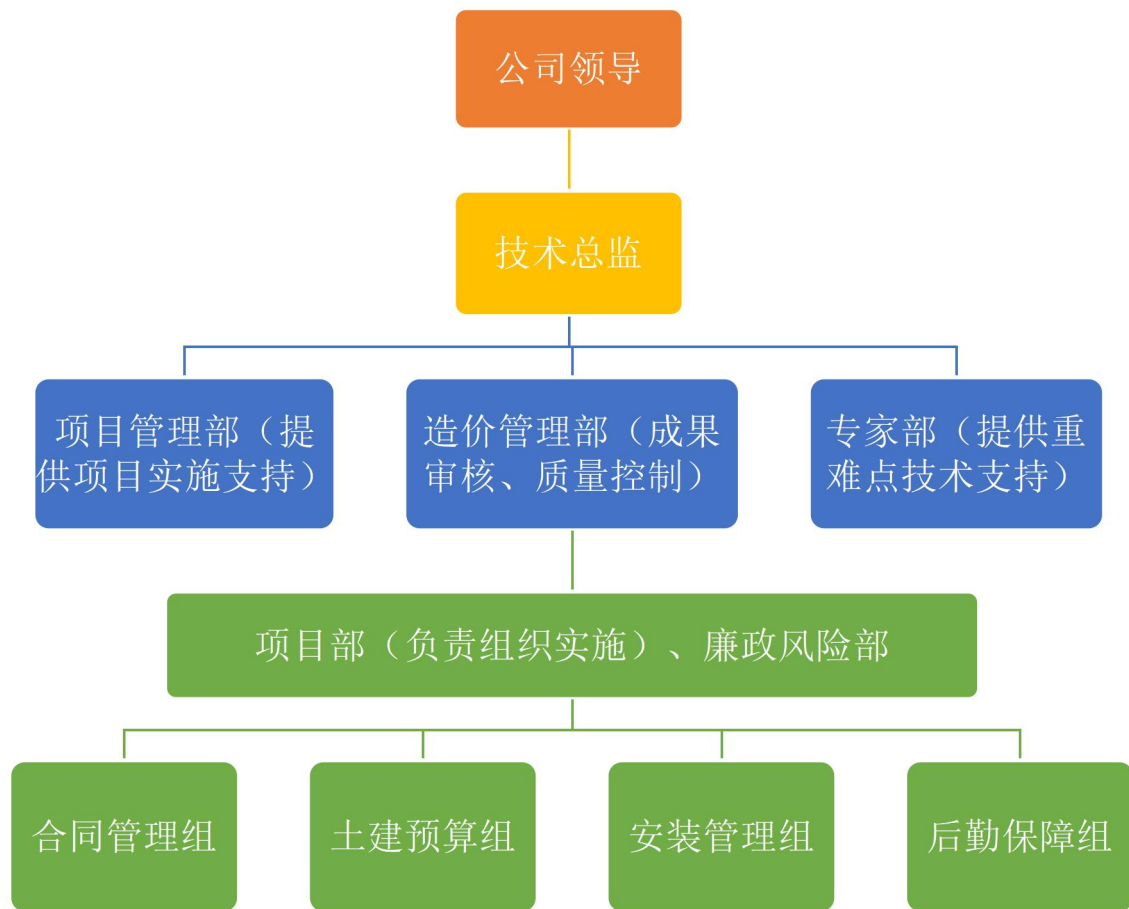 公司领导
技术总监
项目管理部（提
供项目实施支持）
造价管理部（成果
审核、质量控制）
专家部（提供重
难点技术支持）
项目部（负责组织实施）、廉政风险部
合同管理组
土建预算组
安装管理组
后勤保障组